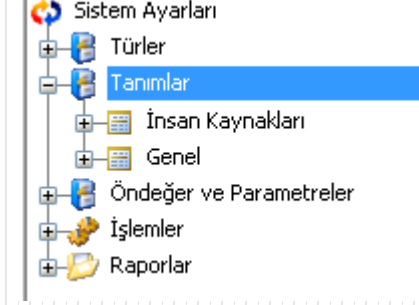 Sistem Ayarları
Türler
Tanımlar
İnsan Kaynakları
Genel
Öndeğer ve Parametreler
İşlemler
Raporlar